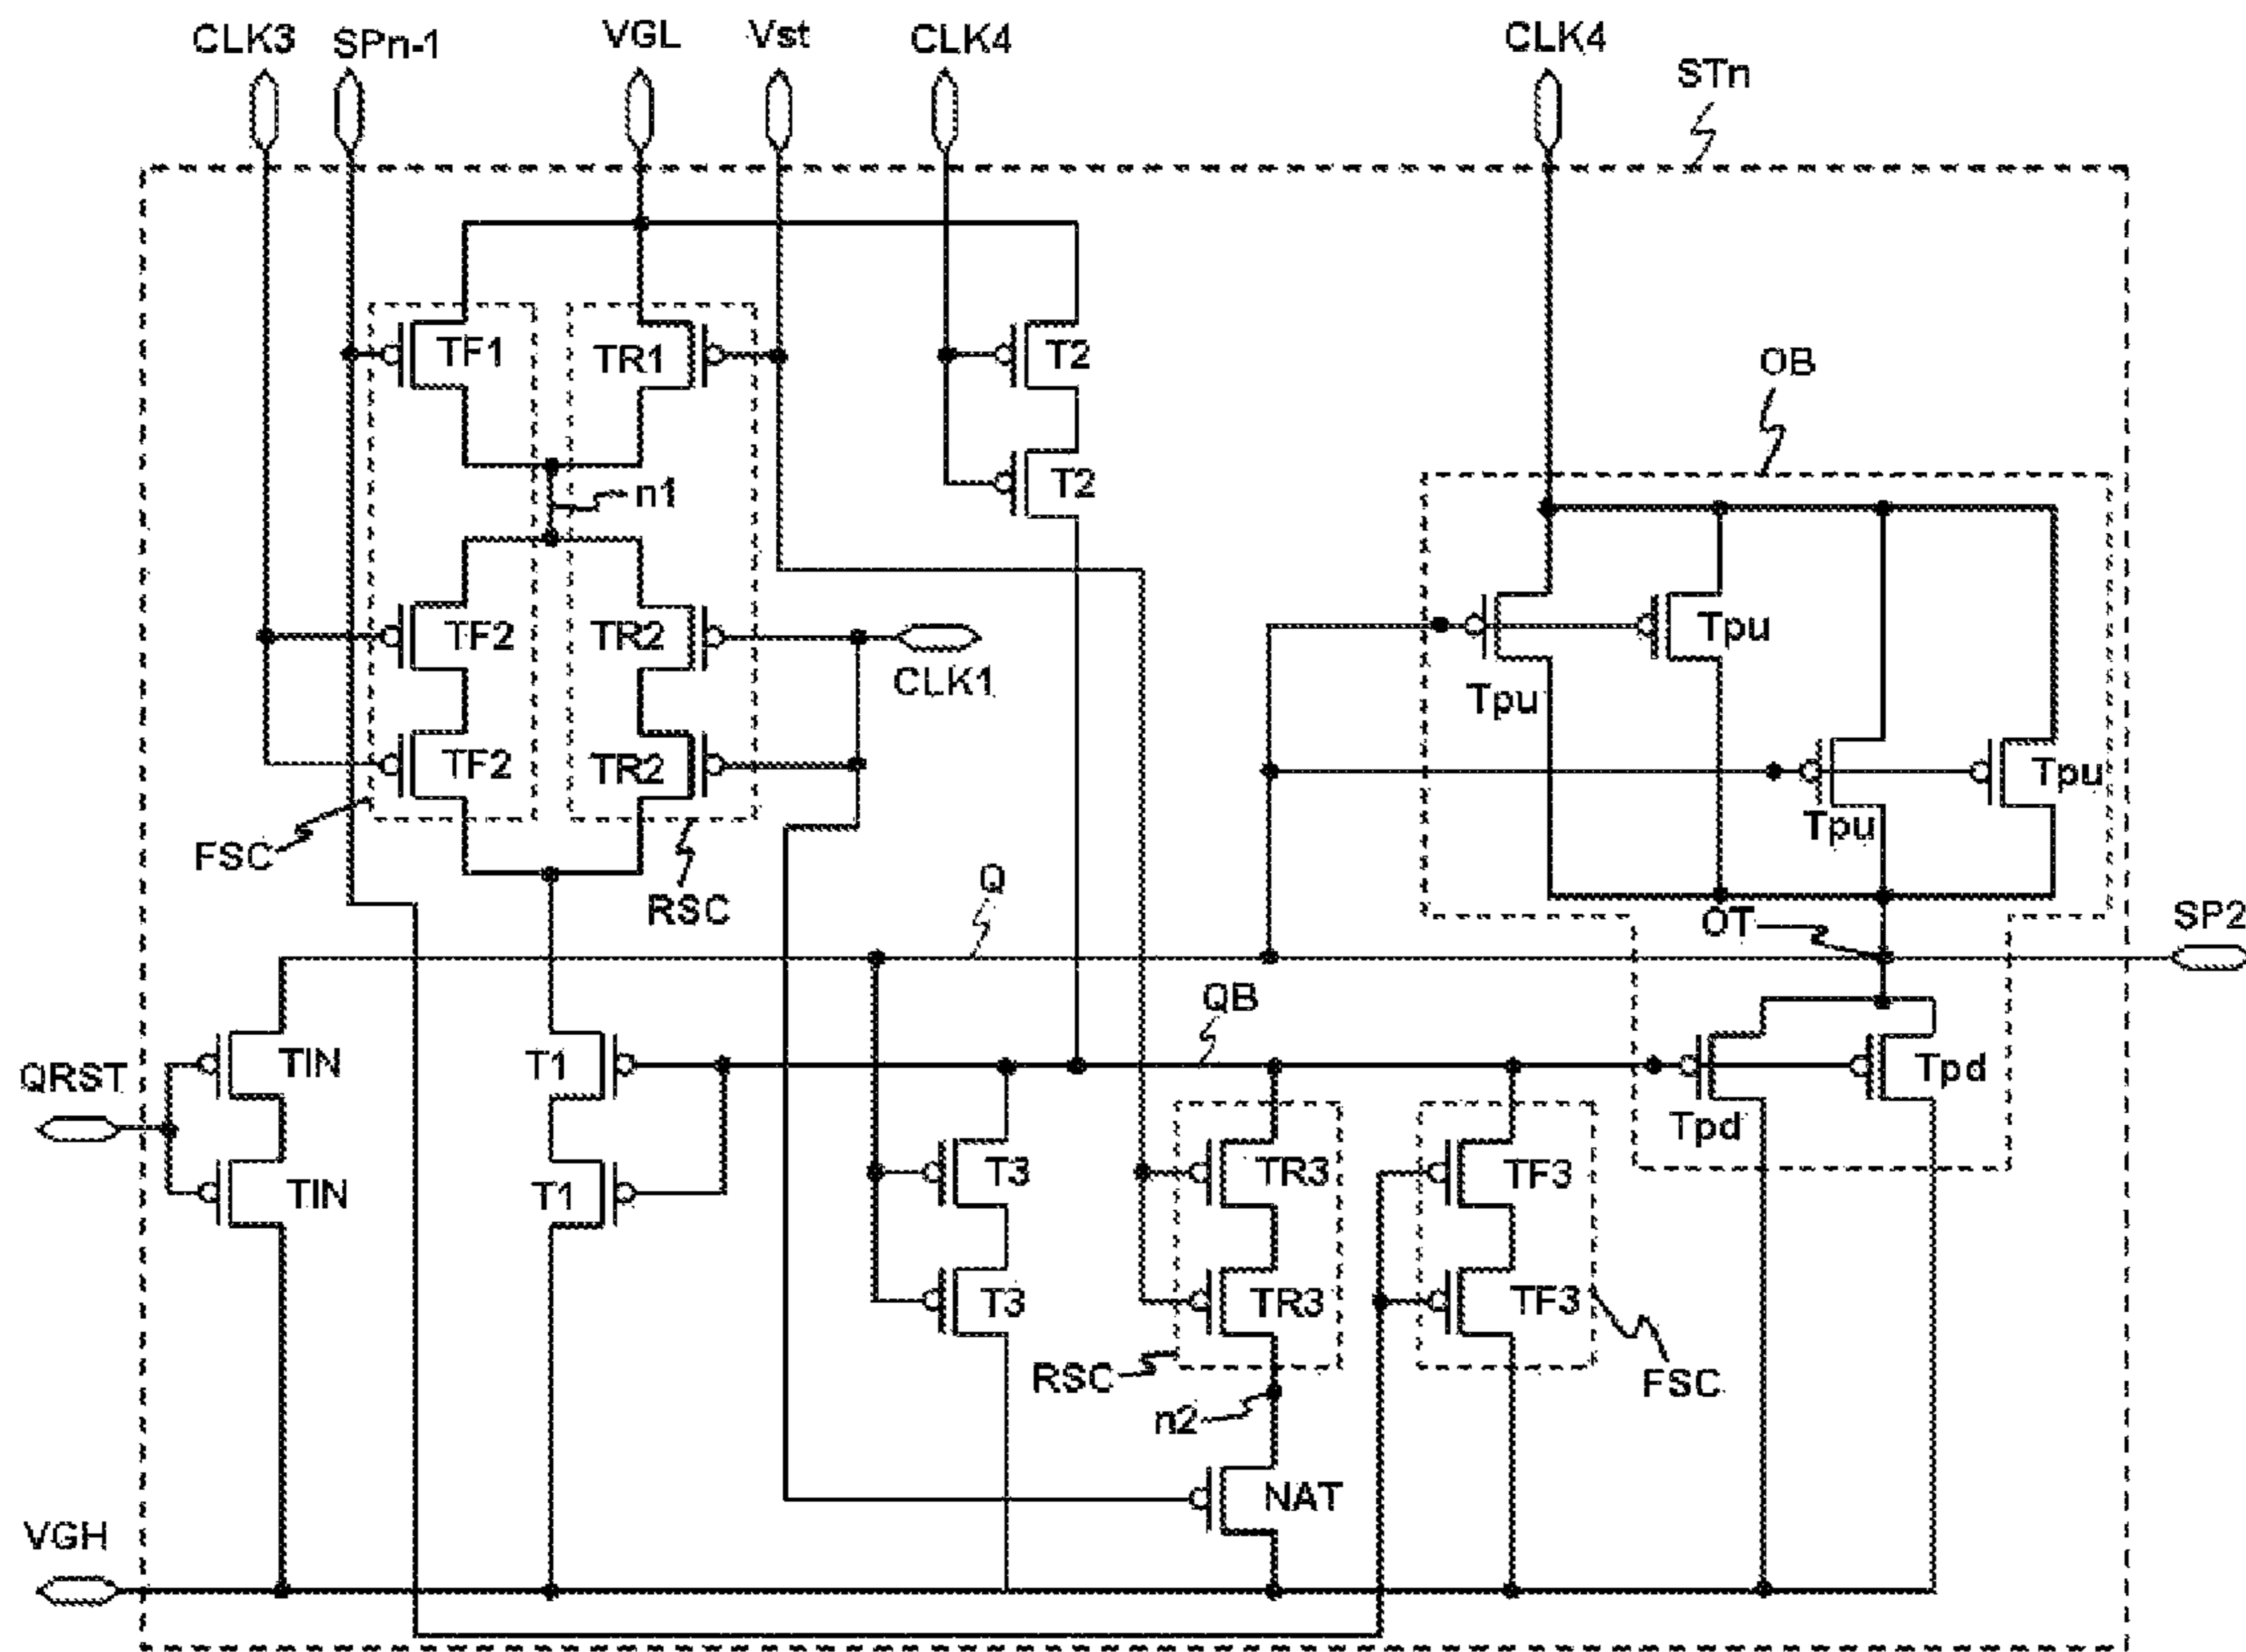 CLK3
SPn-1
VGL
Vst
CLK4
CLK4
STn
TF1
TR1
T2
OB
n1
T2
TF2
TR2
CLK1
Tpu
Tpu
TF2
TR2
Tpu
Tpu
FSC
RSC
Q
OT
SP2
QB
QRST
TIN
T1
Tpd
Tpd
TIN
T1
T3
TR3
TF3
T3
TR3
TF3
RSC
FSC
n2
NAT
VGH